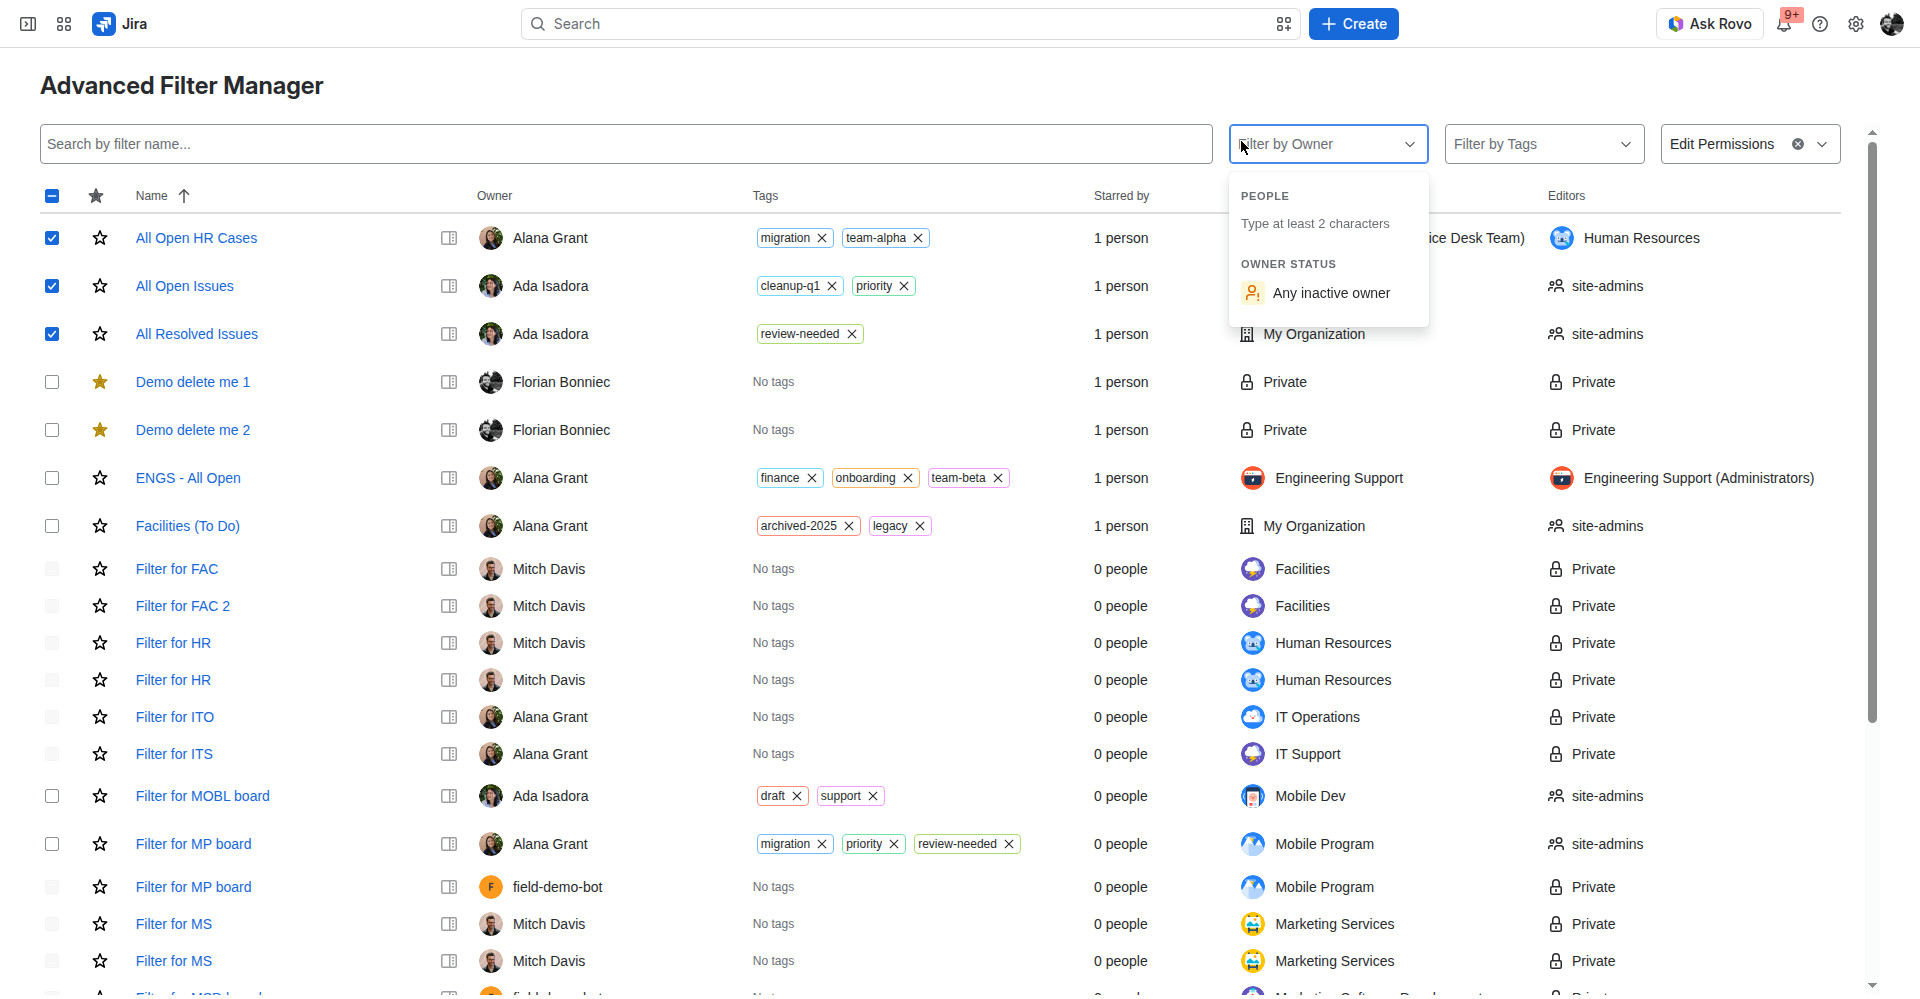 Jira
Search
Create
Ask Rovo
9+
Advanced Filter Manager
Search by filter name...
Filter by Owner
Filter by Tags
Edit Permissions
Name Owner Tags Starred by Editors
PEOPLE
Type at least 2 characters
OWNER STATUS
Any inactive owner
All Open HR Cases Alana Grant migration team-alpha 1 person ice Desk Team) Human Resources
All Open Issues Ada Isadora cleanup-q1 priority 1 person site-admins
All Resolved Issues Ada Isadora review-needed 1 person My Organization site-admins
Demo delete me 1 Florian Bonniec No tags 1 person Private Private
Demo delete me 2 Florian Bonniec No tags 1 person Private Private
ENGS - All Open Alana Grant finance onboarding team-beta 1 person Engineering Support Engineering Support (Administrators)
Facilities (To Do) Alana Grant archived-2025 legacy 1 person My Organization site-admins
Filter for FAC Mitch Davis No tags 0 people Facilities Private
Filter for FAC 2 Mitch Davis No tags 0 people Facilities Private
Filter for HR Mitch Davis No tags 0 people Human Resources Private
Filter for HR Mitch Davis No tags 0 people Human Resources Private
Filter for ITO Alana Grant No tags 0 people IT Operations Private
Filter for ITS Alana Grant No tags 0 people IT Support Private
Filter for MOBL board Ada Isadora draft support 0 people Mobile Dev site-admins
Filter for MP board Alana Grant migration priority review-needed 0 people Mobile Program site-admins
Filter for MP board F field-demo-bot No tags 0 people Mobile Program Private
Filter for MS Mitch Davis No tags 0 people Marketing Services Private
Filter for MS Mitch Davis No tags 0 people Marketing Services Private